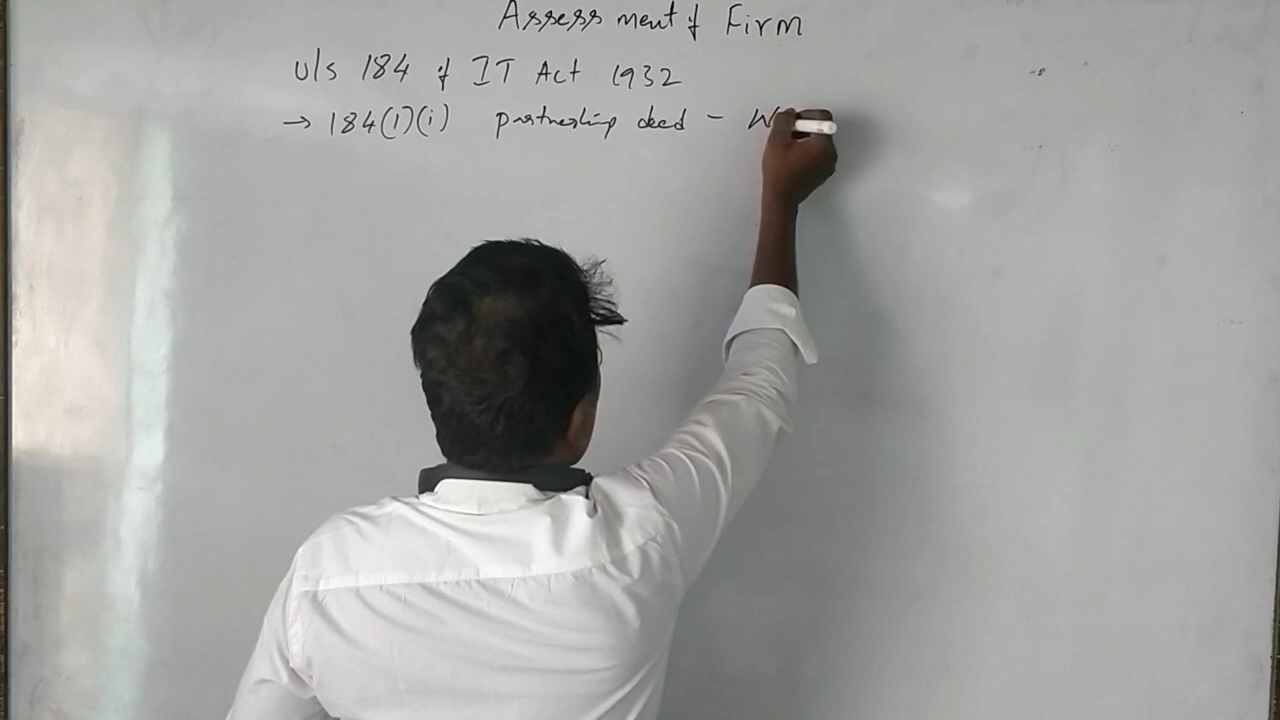 Assessment of Firm
u/s 184 of IT Act 1932
→ 184(1)(i) partnership deed - W